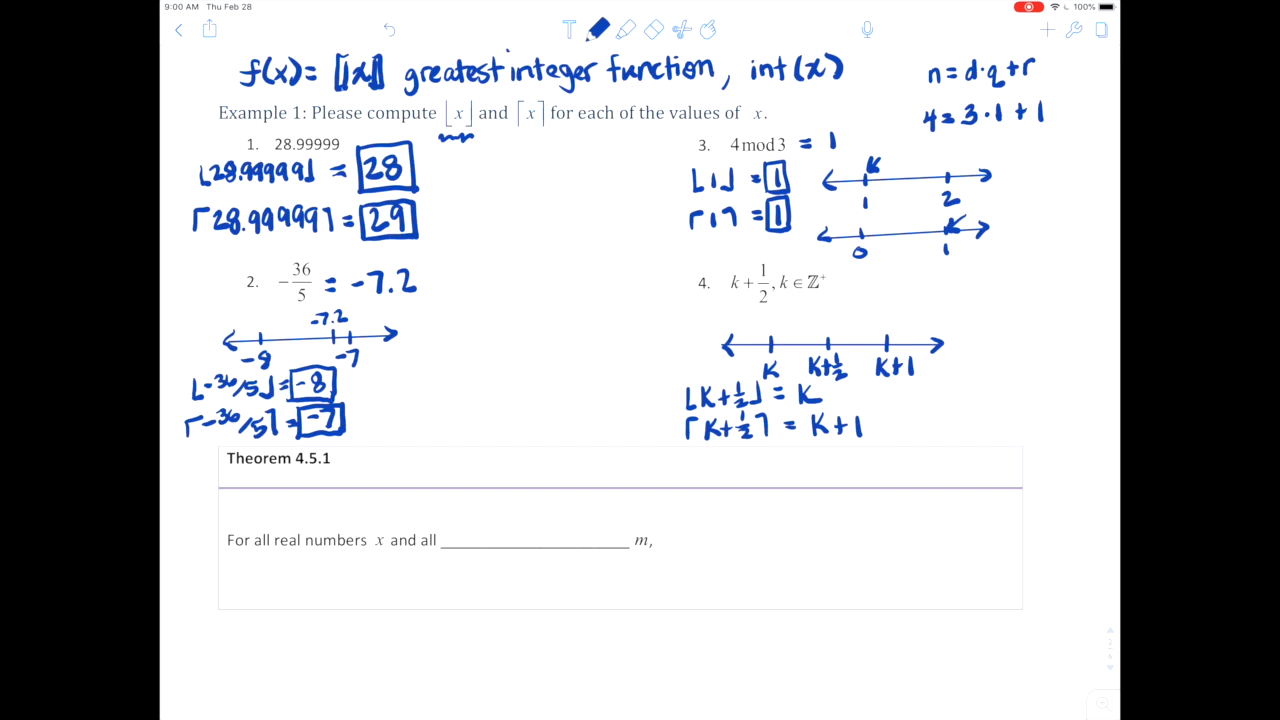 9:00 AM Thu Feb 28 100%
f(x) = ⟦x⟧ greatest integer function, int(x)
n = d·q + r
4 = 3·1 + 1
Example 1: Please compute ⌊x⌋ and ⌈x⌉ for each of the values of x.
1. 28.99999
⌊28.99999⌋ = 28
⌈28.99999⌉ = 29
2. -36/5 = -7.2
-7.2
-8 -7
⌊-36/5⌋ = -8
⌈-36/5⌉ = -7
3. 4 mod 3 = 1
⌊1⌋ = 1
⌈1⌉ = 1
1 2
0 1
4. k + 1/2, k ∈ ℤ⁺
K K+1/2 K+1
⌊K+1/2⌋ = K
⌈K+1/2⌉ = K+1
Theorem 4.5.1
For all real numbers x and all ____________________ m,